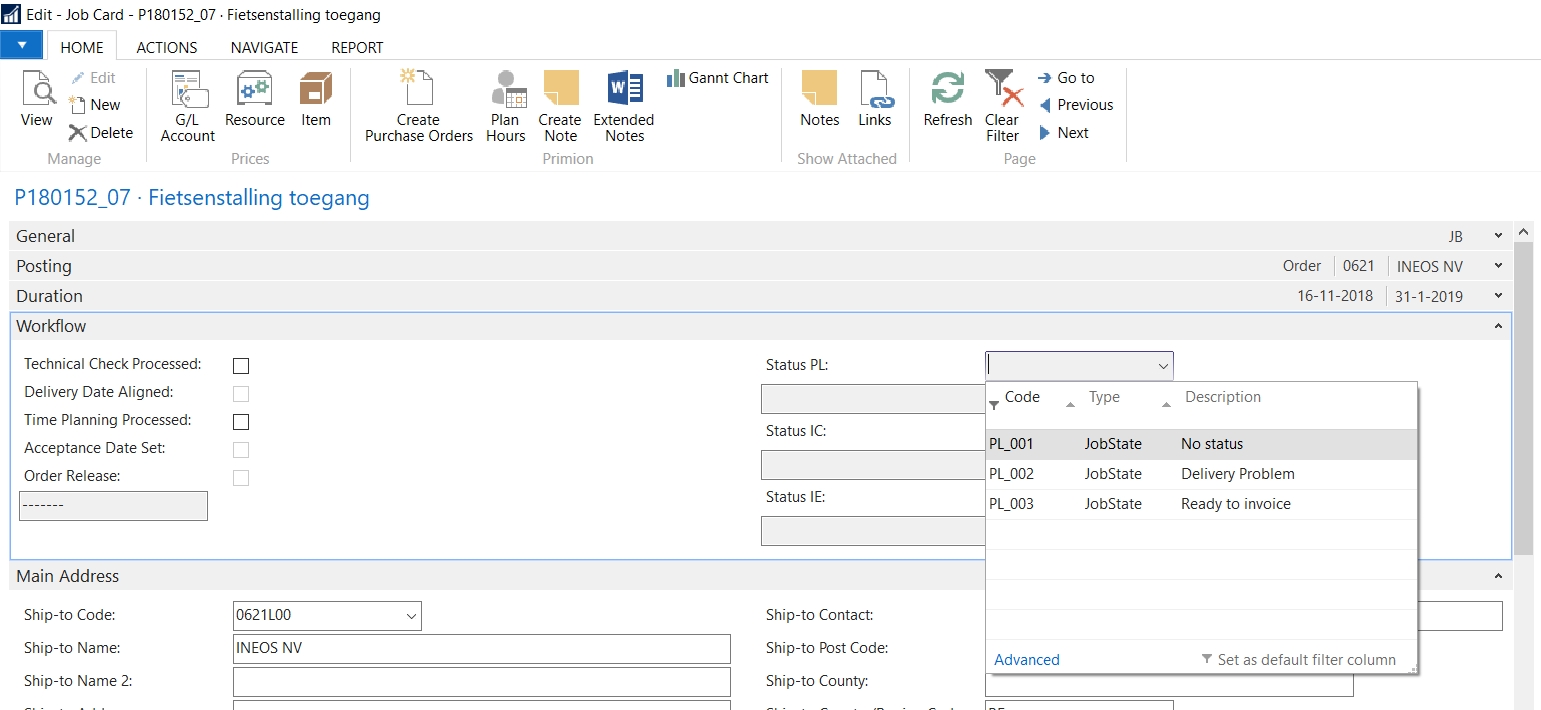 Edit - Job Card - P180152_07 · Fietsenstalling toegang
HOME ACTIONS NAVIGATE REPORT
View
Edit
New
Delete
Manage
G/L Account
Resource
Item
Prices
Create Purchase Orders
Plan Hours
Create Note
Extended Notes
Gantt Chart
Primion
Notes
Links
Show Attached
Refresh
Clear Filter
Go to
Previous
Next
Page
P180152_07 · Fietsenstalling toegang
General JB
Posting Order 0621 INEOS NV
Duration 16-11-2018 31-1-2019
Workflow
Technical Check Processed:
Delivery Date Aligned:
Time Planning Processed:
Acceptance Date Set:
Order Release:
-------
Status PL:
Status IC:
Status IE:
Code Type Description
PL_001 JobState No status
PL_002 JobState Delivery Problem
PL_003 JobState Ready to invoice
Advanced Set as default filter column
Main Address
Ship-to Code: 0621L00
Ship-to Name: INEOS NV
Ship-to Name 2:
Ship-to Contact:
Ship-to Post Code:
Ship-to County: